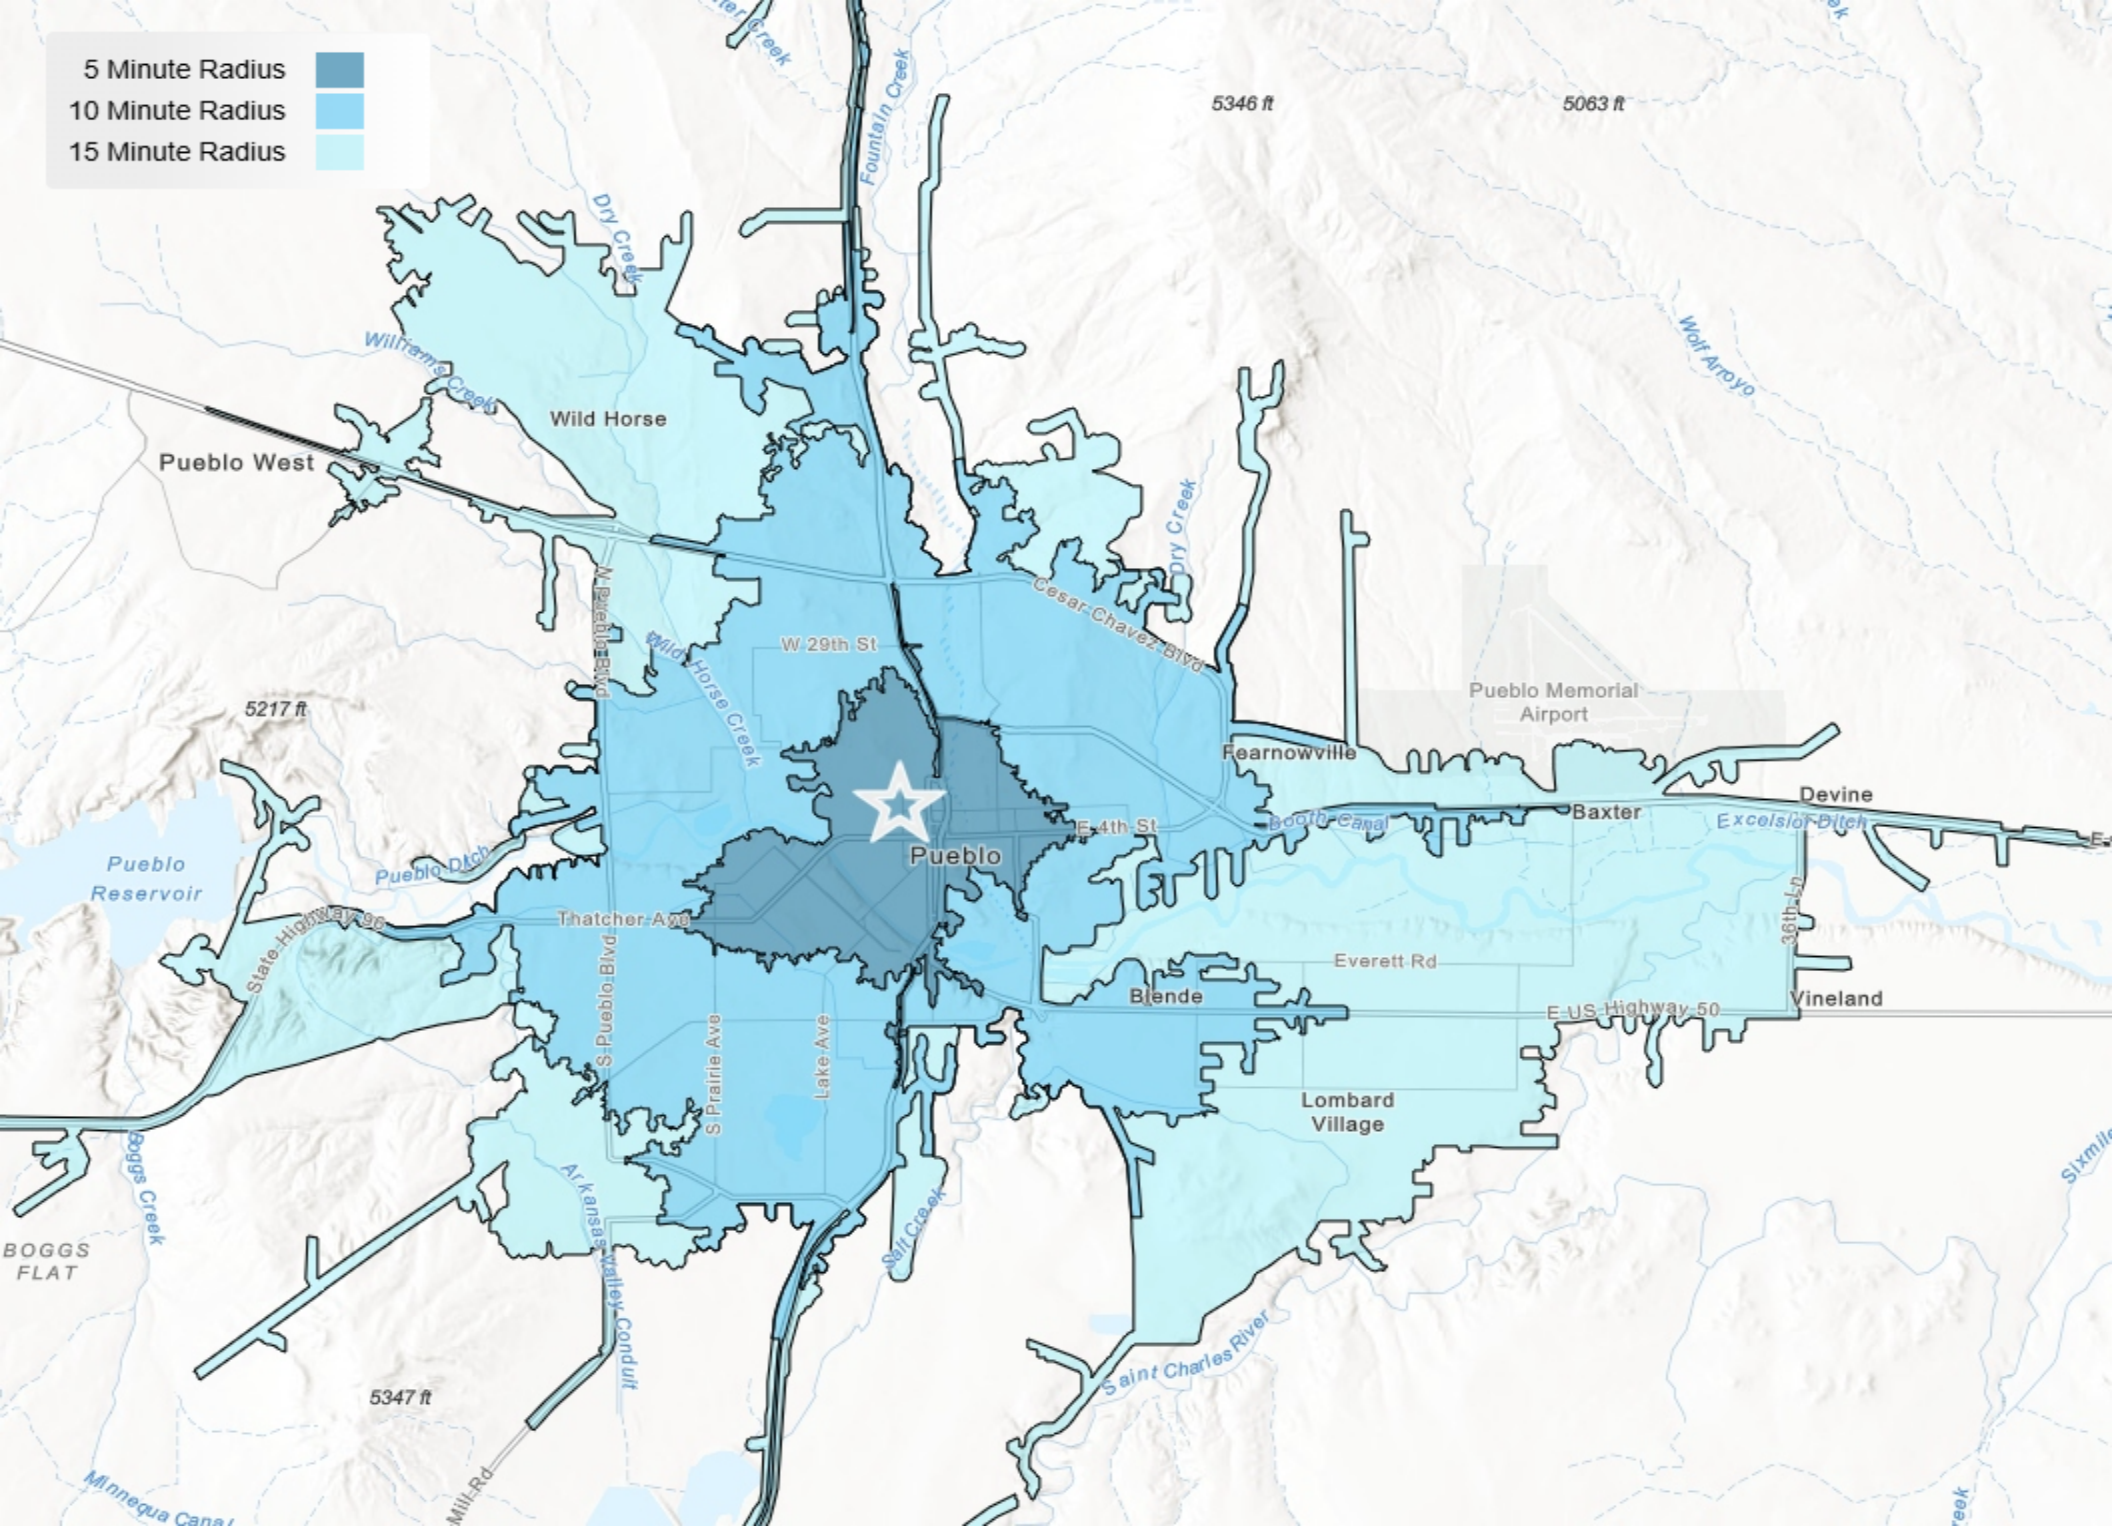 5 Minute Radius
10 Minute Radius
15 Minute Radius
Creek
Fountain Creek
5346 ft
5063 ft
Dry Creek
Williams Creek
Wild Horse
Pueblo West
Wolf Arroyo
Dry Creek
N Pueblo Blvd
Cesar Chavez Blvd
W 29th St
Wild Horse Creek
5217 ft
Pueblo Memorial
Airport
Fearnowville
Devine
Baxter
Booth Canal
Excelsior Ditch
E 4th St
Pueblo
Pueblo
Reservoir
Pueblo Ditch
State Highway 96
Thatcher Ave
36th Ln
Everett Rd
Blende
Vineland
E US Highway 50
S Pueblo Blvd
S Prairie Ave
Lake Ave
Lombard
Village
Boggs Creek
Arkansas Valley Conduit
Salt Creek
Sixmile
BOGGS
FLAT
Saint Charles River
5347 ft
Mill Rd
Minnequa Canal